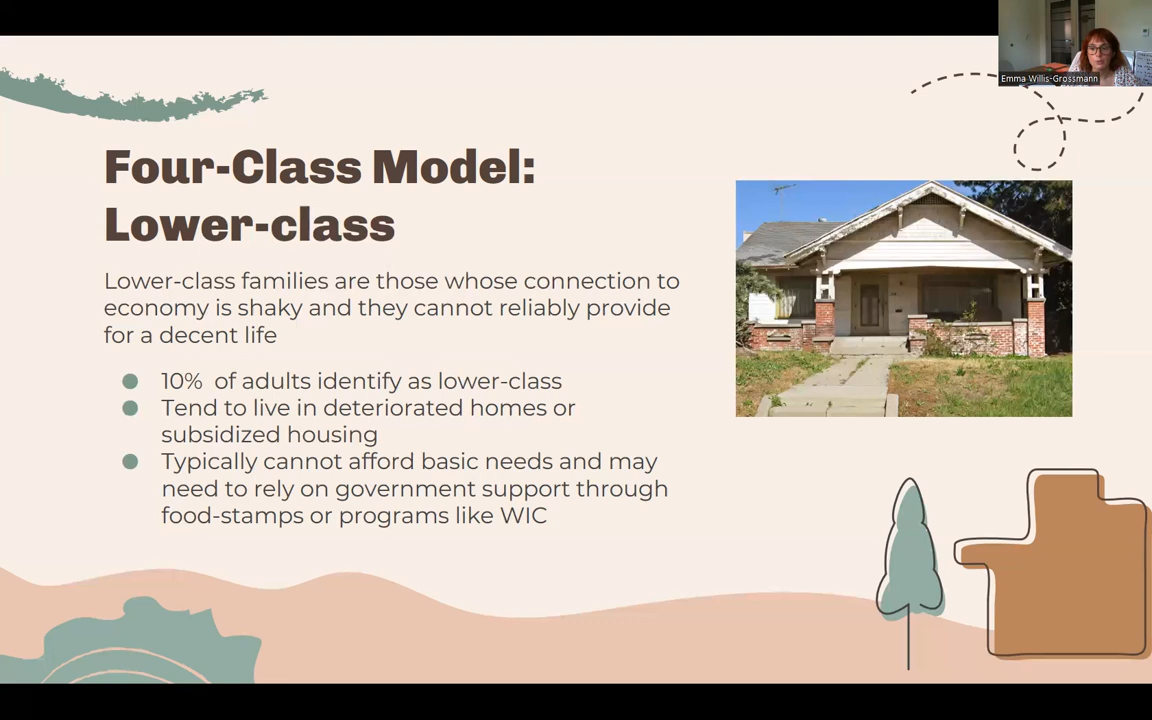 Emma Willis-Grossmann
Four-Class Model:
Lower-class
Lower-class families are those whose connection to
economy is shaky and they cannot reliably provide
for a decent life
● 10%  of adults identify as lower-class
● Tend to live in deteriorated homes or
subsidized housing
● Typically cannot afford basic needs and may
need to rely on government support through
food-stamps or programs like WIC